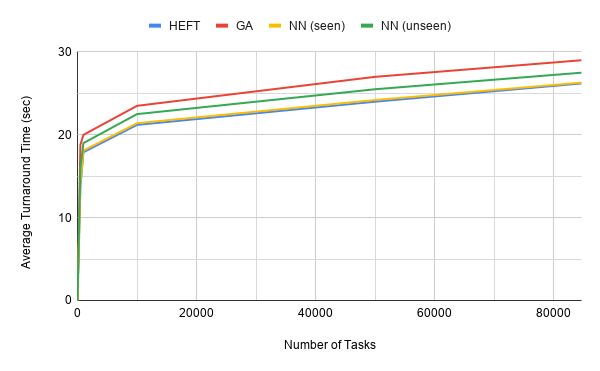 HEFT GA NN (seen) NN (unseen)
Average Turnaround Time (sec)
30
20
10
0
0 20000 40000 60000 80000
Number of Tasks